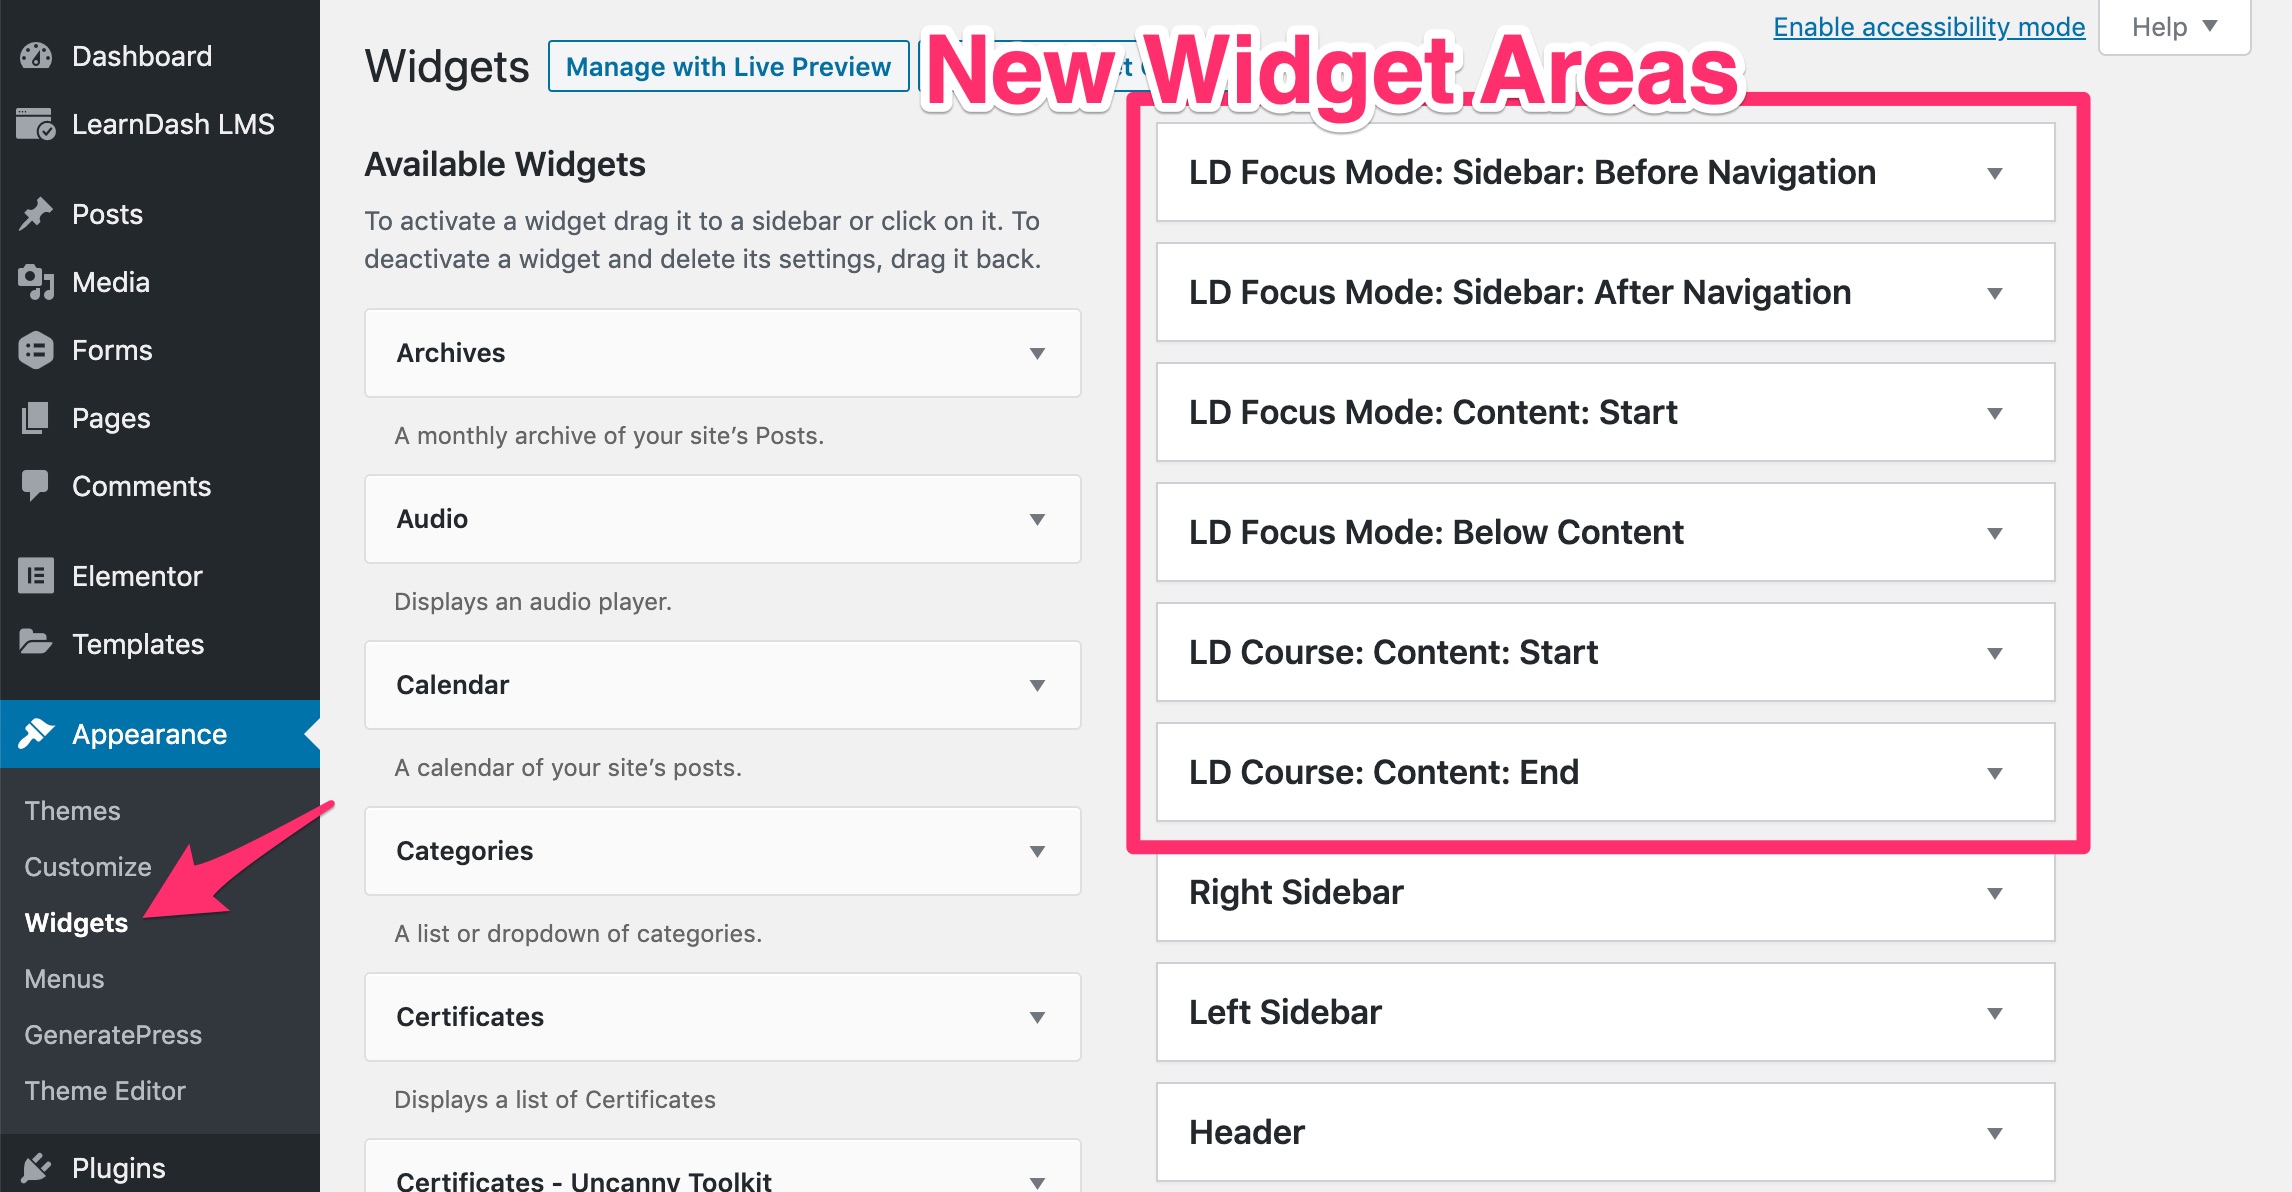 Dashboard
LearnDash LMS
Posts
Media
Forms
Pages
Comments
Elementor
Templates
Appearance
Themes
Customize
Widgets
Menus
GeneratePress
Theme Editor
Plugins
Widgets
Manage with Live Preview
New Widget Areas
Enable accessibility mode
Help
Available Widgets
To activate a widget drag it to a sidebar or click on it. To
deactivate a widget and delete its settings, drag it back.
Archives
A monthly archive of your site’s Posts.
Audio
Displays an audio player.
Calendar
A calendar of your site’s posts.
Categories
A list or dropdown of categories.
Certificates
Displays a list of Certificates
Certificates - Uncanny Toolkit
LD Focus Mode: Sidebar: Before Navigation
LD Focus Mode: Sidebar: After Navigation
LD Focus Mode: Content: Start
LD Focus Mode: Below Content
LD Course: Content: Start
LD Course: Content: End
Right Sidebar
Left Sidebar
Header